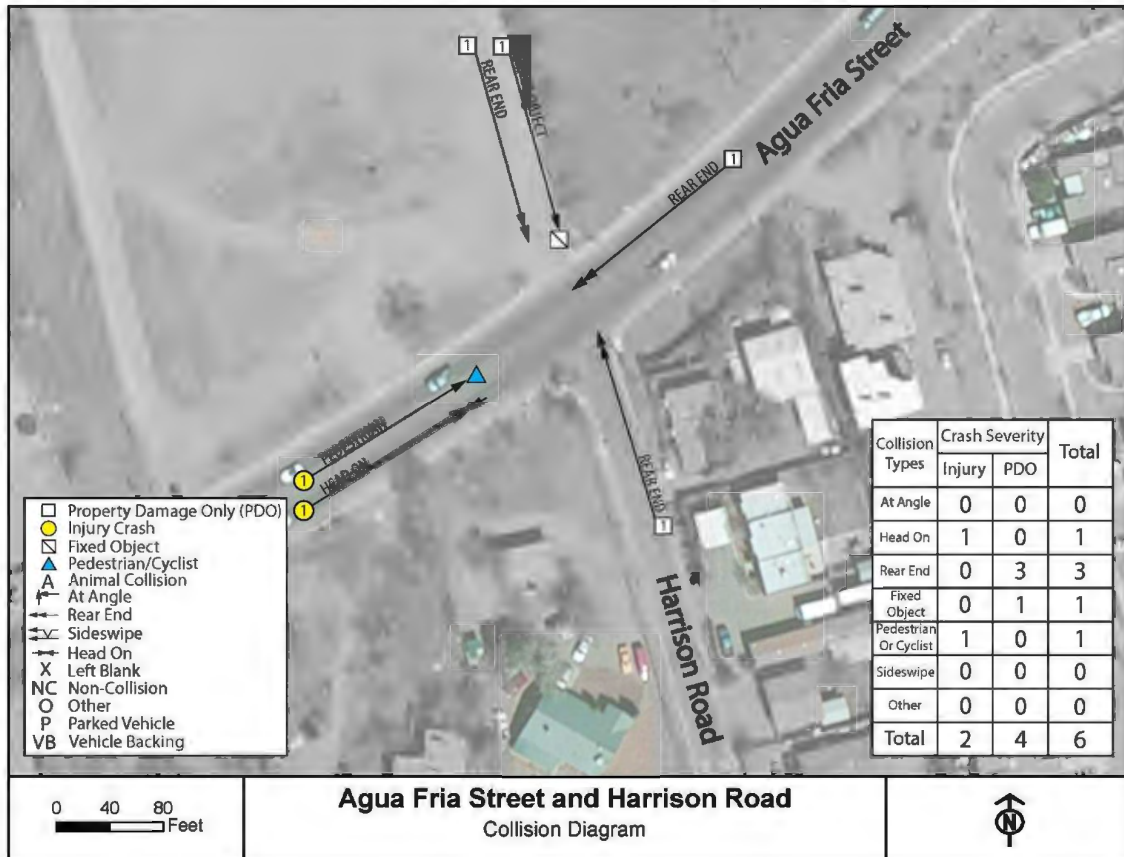 1
1
REAR END
Agua Fria Street
1
REAR END
PEDESTRIAN
1
HEAD ON
1
REAR END
1
Harrison Road
Property Damage Only (PDO)
Injury Crash
Fixed Object
Pedestrian/Cyclist
A Animal Collision
At Angle
Rear End
Sideswipe
Head On
X Left Blank
NC Non-Collision
O Other
P Parked Vehicle
VB Vehicle Backing
Collision Types Crash Severity Total
Injury PDO
At Angle 0 0 0
Head On 1 0 1
Rear End 0 3 3
Fixed Object 0 1 1
Pedestrian Or Cyclist 1 0 1
Sideswipe 0 0 0
Other 0 0 0
Total 2 4 6
0 40 80
Feet
Agua Fria Street and Harrison Road
Collision Diagram
N